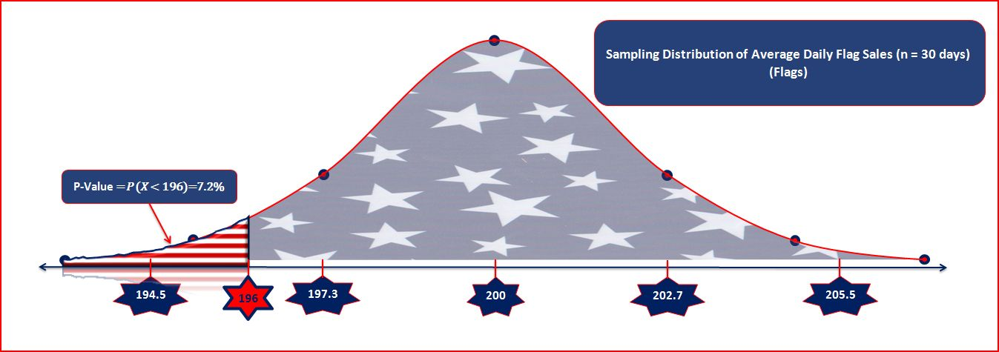 Sampling Distribution of Average Daily Flag Sales (n = 30 days)
(Flags)
P-Value =P(X < 196)=7.2%
194.5
196
197.3
200
202.7
205.5